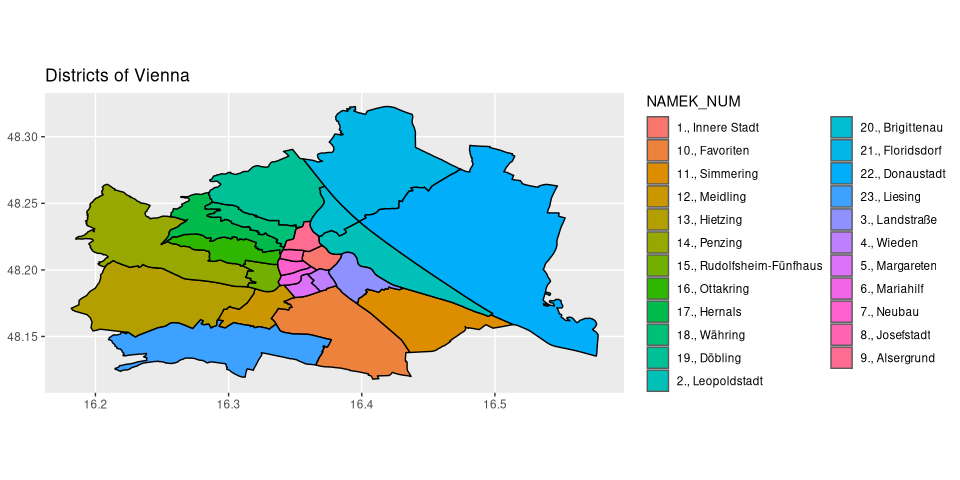 Districts of Vienna
48.30
48.25
48.20
48.15
16.2
16.3
16.4
16.5
NAMEK_NUM
1., Innere Stadt
10., Favoriten
11., Simmering
12., Meidling
13., Hietzing
14., Penzing
15., Rudolfsheim-Fünfhaus
16., Ottakring
17., Hernals
18., Währing
19., Döbling
2., Leopoldstadt
20., Brigittenau
21., Floridsdorf
22., Donaustadt
23., Liesing
3., Landstraße
4., Wieden
5., Margareten
6., Mariahilf
7., Neubau
8., Josefstadt
9., Alsergrund